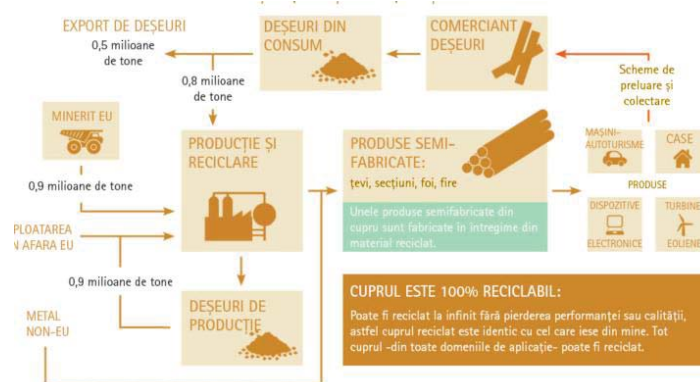 EXPORT DE DEȘEURI
0,5 milioane
de tone
DEȘEURI DIN
CONSUM
COMERCIANT
DEȘEURI
0,8 milioane
de tone
Scheme de
preluare și
colectare
MINERIT EU
0,9 milioane de tone
PRODUCȚIE ȘI
RECICLARE
PRODUSE SEMI-
FABRICATE:
țevi, secțiuni, foi, fire
Unele produse semifabricate din
cupru sunt fabricate în intregime din
material reciclat.
MAȘINI-
AUTOTURISME
CASE
PRODUSE
DISPOZITIVE
ELECTRONICE
TURBINE
EOLIENE
PLOATAREA
N AFARA EU
0,9 milioane de tone
DEȘEURI DE
PRODUCȚIE
METAL
NON-EU
CUPRUL ESTE 100% RECICLABIL:
Poate fi reciclat la infinit fără pierderea performanței sau calității,
astfel cuprul reciclat este identic cu cel care iese din mine. Tot
cuprul -din toate domeniile de aplicație- poate fi reciclat.